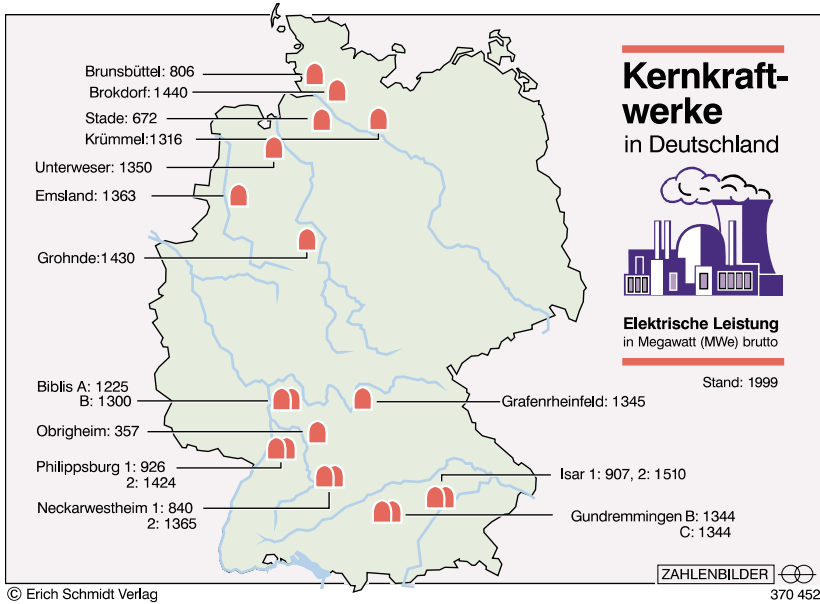 Kernkraft-
werke
in Deutschland
Elektrische Leistung
in Megawatt (MWe) brutto
Stand: 1999
Brunsbüttel: 806
Brokdorf: 1440
Stade: 672
Krümmel: 1316
Unterweser: 1350
Emsland: 1363
Grohnde: 1430
Biblis A: 1225
B: 1300
Obrigheim: 357
Philippsburg 1: 926
2: 1424
Neckarwestheim 1: 840
2: 1365
Grafenrheinfeld: 1345
Isar 1: 907, 2: 1510
Gundremmingen B: 1344
C: 1344
ZAHLENBILDER
© Erich Schmidt Verlag
370 452